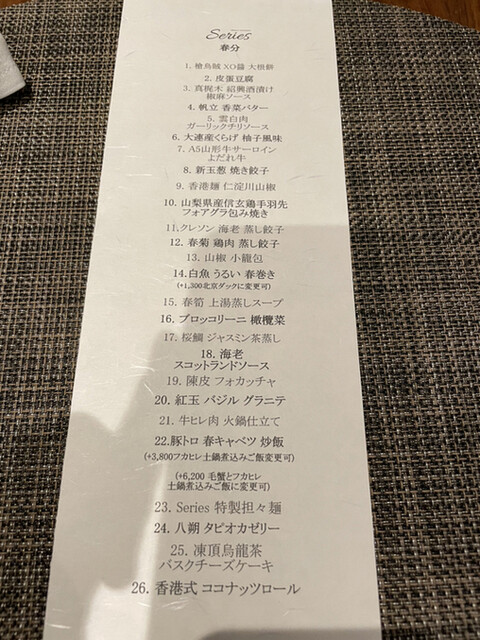 Series
春分
1. 槍烏賊 XO醤 大根餅
2. 皮蛋豆腐
3. 真梶木 紹興酒漬け
椒麻ソース
4. 帆立 香菜バター
5. 雲白肉
ガーリックチリソース
6. 大連産くらげ 柚子風味
7. A5山形牛サーロイン
よだれ牛
8. 新玉葱 焼き餃子
9. 香港麺 仁淀川山椒
10. 山梨県産信玄鶏手羽先
フォアグラ包み焼き
11.クレソン 海老 蒸し餃子
12. 春菊 鶏肉 蒸し餃子
13. 山椒 小龍包
14.白魚 うるい 春巻き
(+1,300北京ダックに変更可)
15. 春筍 上湯蒸しスープ
16. ブロッコリーニ 橄欖菜
17. 桜鯛 ジャスミン茶蒸し
18. 海老
スコットランドソース
19. 陳皮 フォカッチャ
20. 紅玉 バジル グラニテ
21. 牛ヒレ肉 火鍋仕立て
22.豚トロ 春キャベツ 炒飯
(+3,800フカヒレ土鍋煮込みご飯変更可)
(+6,200 毛蟹とフカヒレ
土鍋煮込みご飯に変更可)
23. Series 特製担々麺
24. 八朔 タピオカゼリー
25. 凍頂烏龍茶
バスクチーズケーキ
26. 香港式 ココナッツロール